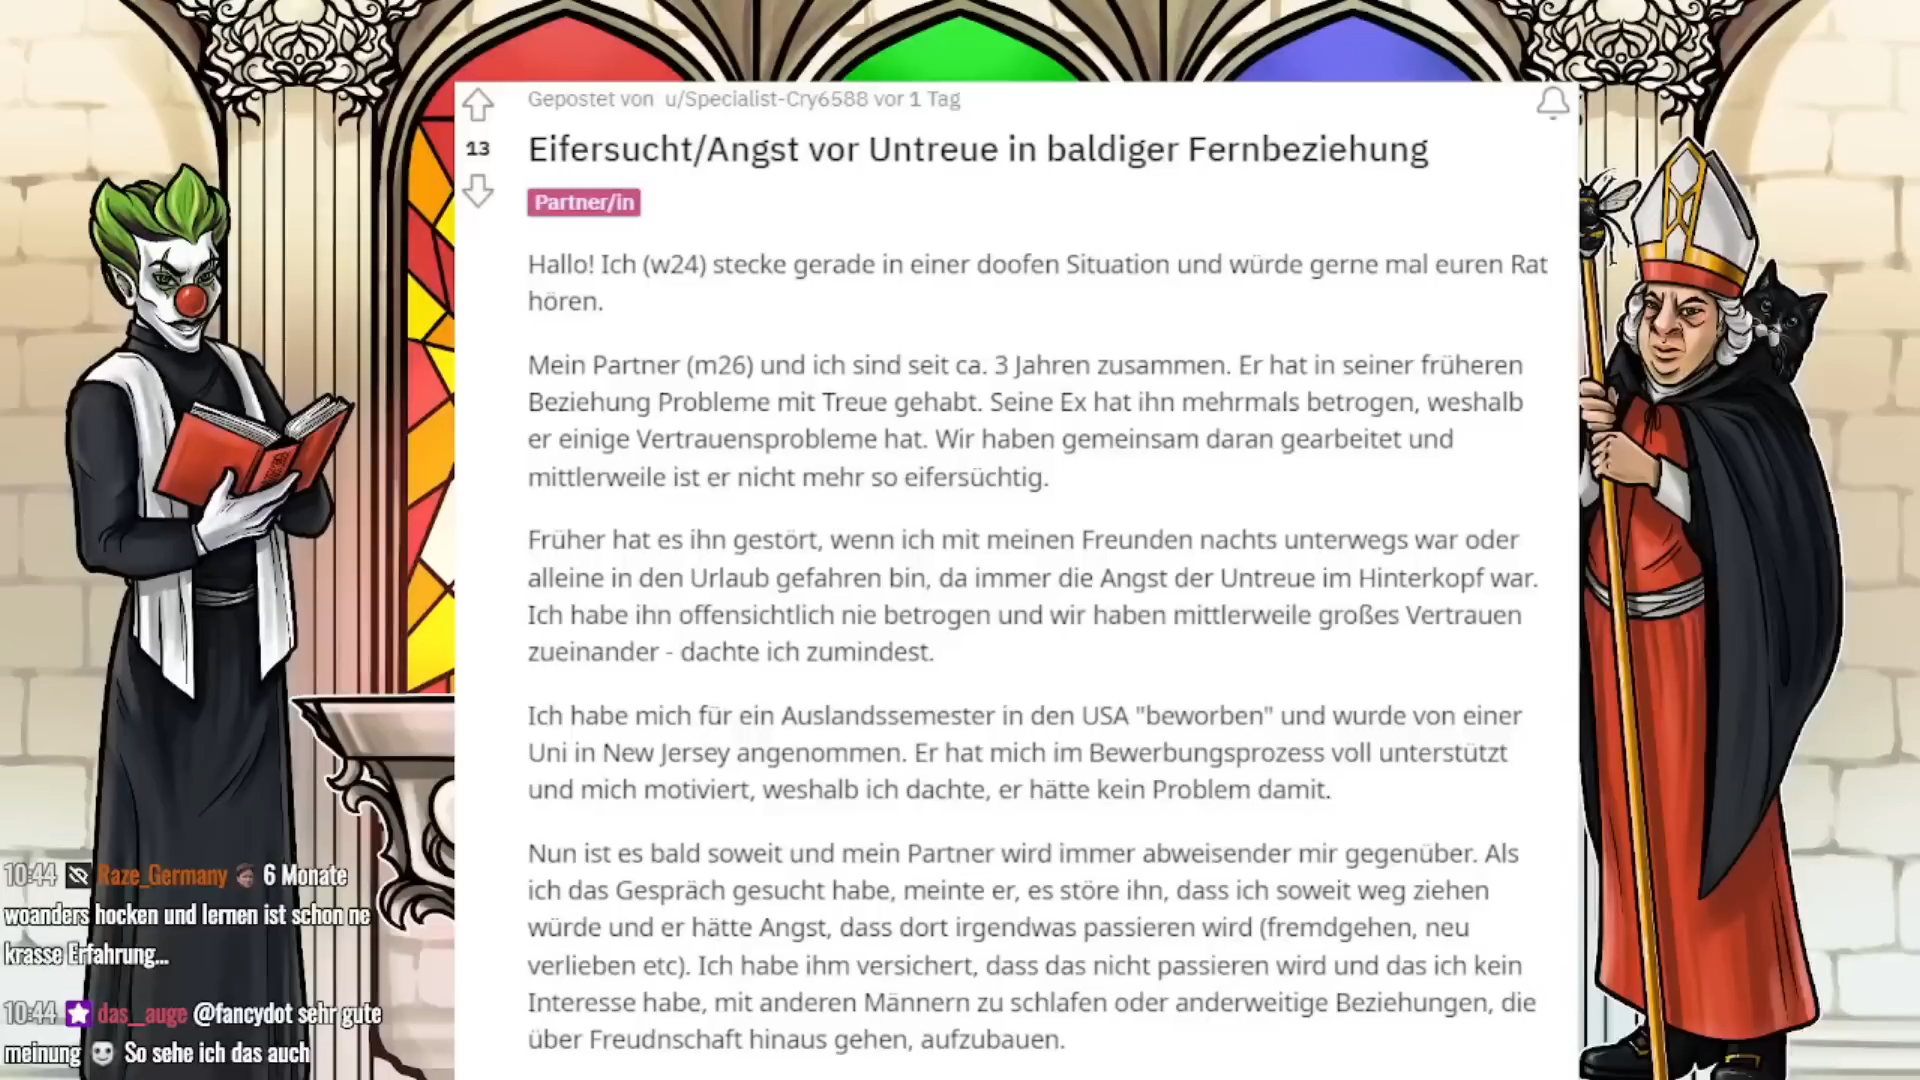 Gepostet von u/Specialist-Cry6588 vor 1 Tag
13
Eifersucht/Angst vor Untreue in baldiger Fernbeziehung
Partner/in
Hallo! Ich (w24) stecke gerade in einer doofen Situation und würde gerne mal euren Rat
hören.
Mein Partner (m26) und ich sind seit ca. 3 Jahren zusammen. Er hat in seiner früheren
Beziehung Probleme mit Treue gehabt. Seine Ex hat ihn mehrmals betrogen, weshalb
er einige Vertrauensprobleme hat. Wir haben gemeinsam daran gearbeitet und
mittlerweile ist er nicht mehr so eifersüchtig.
Früher hat es ihn gestört, wenn ich mit meinen Freunden nachts unterwegs war oder
alleine in den Urlaub gefahren bin, da immer die Angst der Untreue im Hinterkopf war.
Ich habe ihn offensichtlich nie betrogen und wir haben mittlerweile großes Vertrauen
zueinander - dachte ich zumindest.
Ich habe mich für ein Auslandssemester in den USA "beworben" und wurde von einer
Uni in New Jersey angenommen. Er hat mich im Bewerbungsprozess voll unterstützt
und mich motiviert, weshalb ich dachte, er hätte kein Problem damit.
Nun ist es bald soweit und mein Partner wird immer abweisender mir gegenüber. Als
ich das Gespräch gesucht habe, meinte er, es störe ihn, dass ich soweit weg ziehen
würde und er hätte Angst, dass dort irgendwas passieren wird (fremdgehen, neu
verlieben etc). Ich habe ihm versichert, dass das nicht passieren wird und das ich kein
Interesse habe, mit anderen Männern zu schlafen oder anderweitige Beziehungen, die
über Freudnschaft hinaus gehen, aufzubauen.
10:44 Raze_Germany 6 Monate
woanders hocken und lernen ist schon ne
krasse Erfahrung...
10:44 das__auge @fancydot sehr gute
meinung So sehe ich das auch